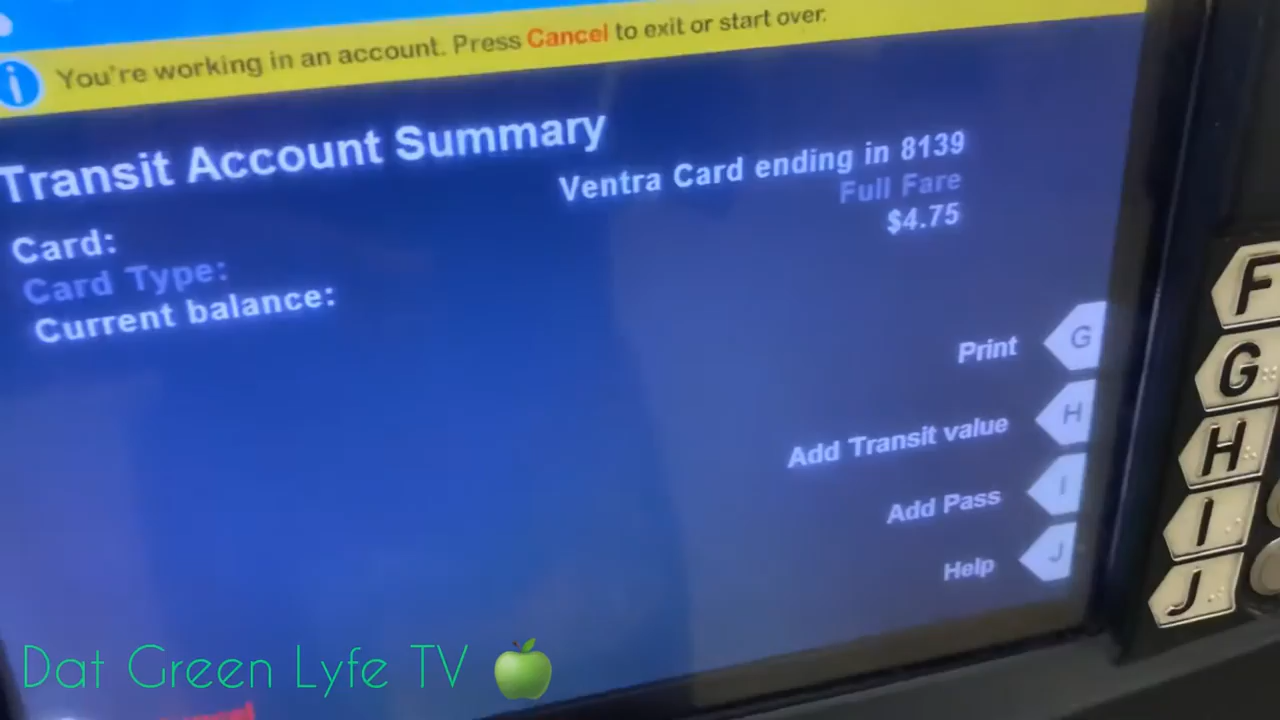 You're working in an account. Press Cancel to exit or start over.
Transit Account Summary
Card: Ventra Card ending in 8139
Card Type: Full Fare
Current balance: $4.75
Print G
Add Transit value H
Add Pass I
Help J
F
G
H
I
J
Dat Green Lyfe TV